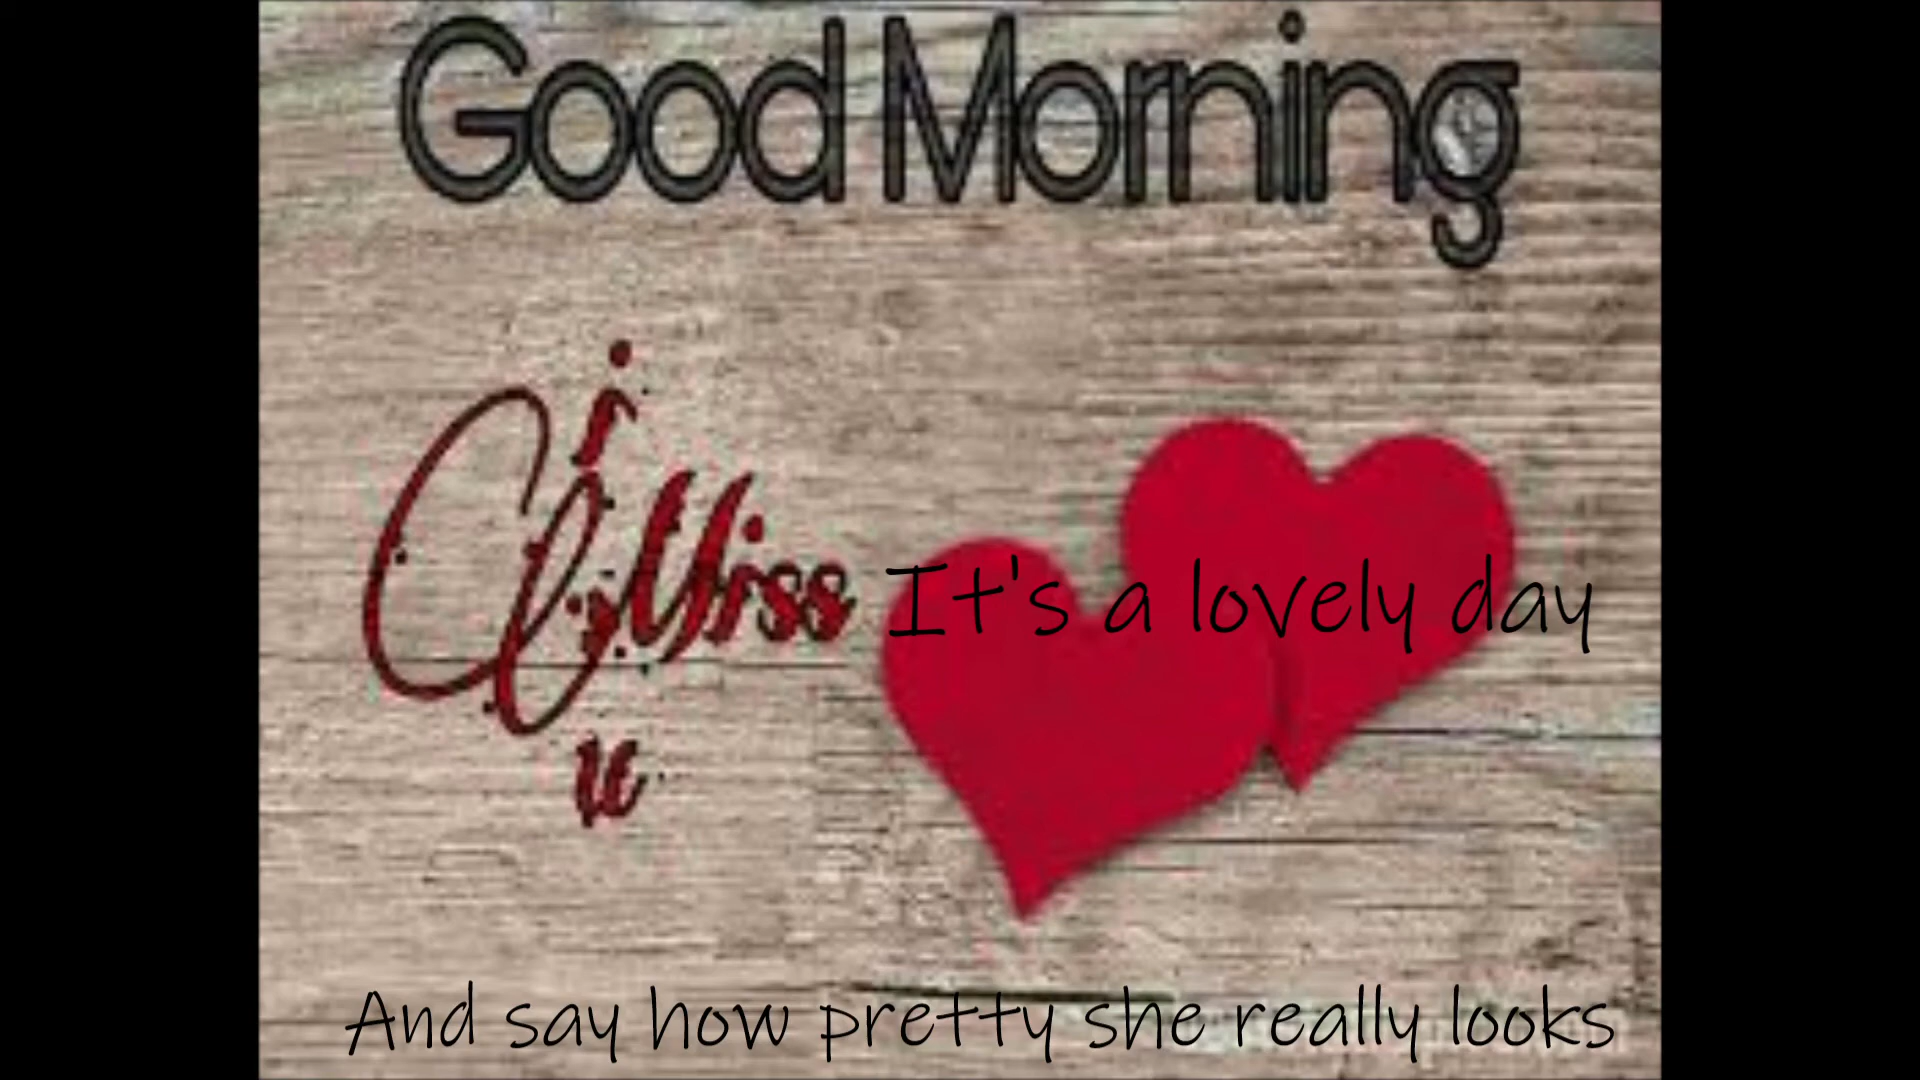 Good Morning
i
Miss
It's a lovely day
u
And say how pretty she really looks